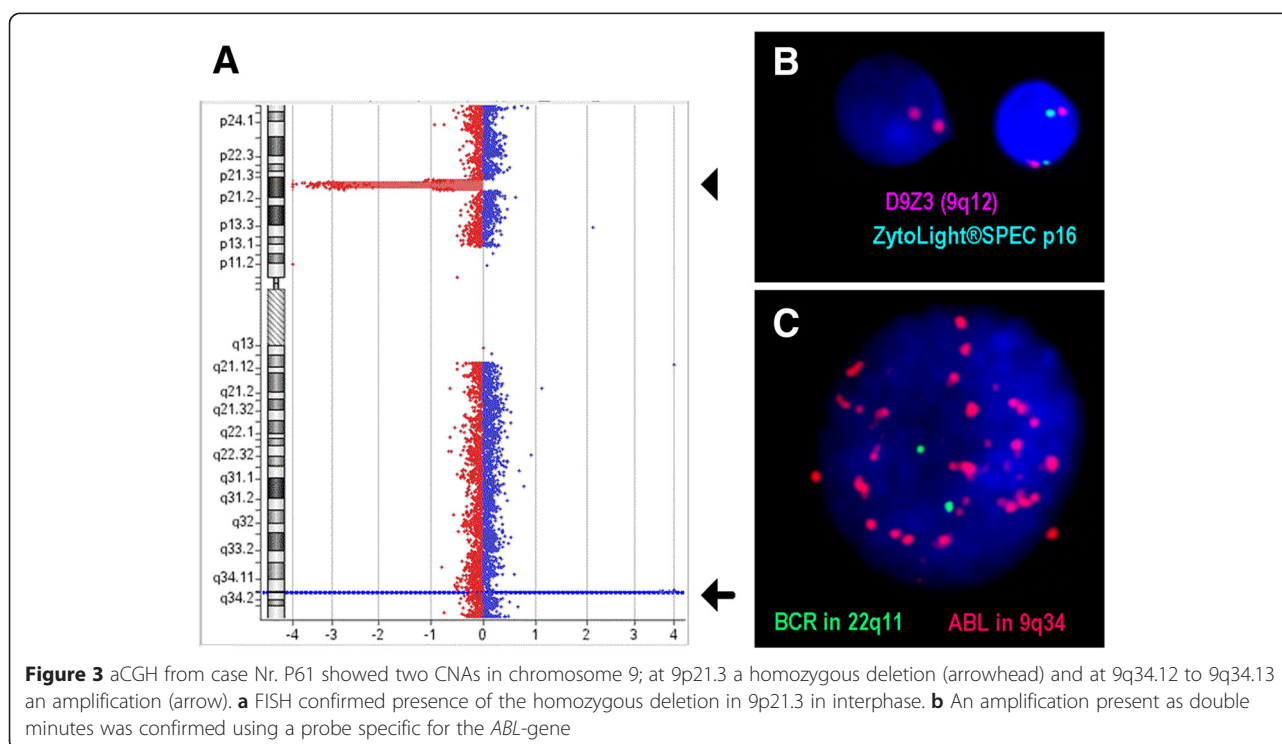 A
p24.1
p22.3
p21.3
p21.2
p13.3
p13.1
p11.2
q13
q21.12
q21.2
q21.32
q22.1
q22.32
q31.1
q31.2
q32
q33.2
q34.11
q34.2
-4 -3 -2 -1 0 1 2 3 4
B
D9Z3 (9q12)
ZytoLight®SPEC p16
C
BCR in 22q11 ABL in 9q34
Figure 3 aCGH from case Nr. P61 showed two CNAs in chromosome 9; at 9p21.3 a homozygous deletion (arrowhead) and at 9q34.12 to 9q34.13
an amplification (arrow). a FISH confirmed presence of the homozygous deletion in 9p21.3 in interphase. b An amplification present as double
minutes was confirmed using a probe specific for the ABL-gene